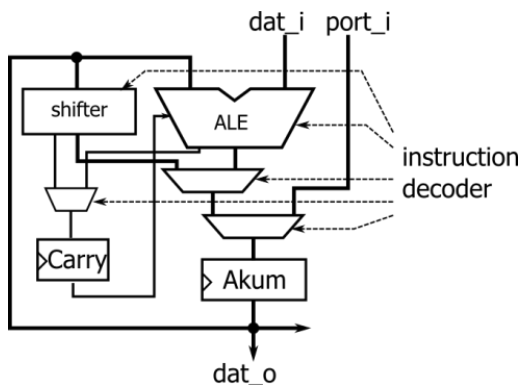 dat_i port_i
shifter
ALE
instruction
decoder
Carry
Akum
dat_o